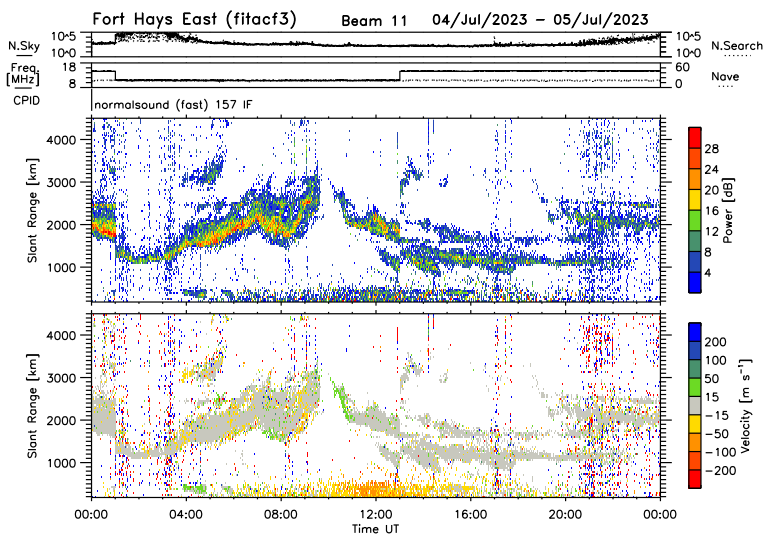 Fort Hays East (fitacf3) Beam 11 04/Jul/2023 - 05/Jul/2023
N.Sky
10^5
10^0
10^5
10^0
N.Search
Freq.
[MHz]
18
8
60
0
Nave
CPID
normalsound (fast) 157 IF
Slant Range [km]
4000
3000
2000
1000
28
24
20
16
12
8
4
Power [dB]
Slant Range [km]
4000
3000
2000
1000
200
100
50
15
-15
-50
-100
-200
Velocity [m s^-1]
00:00 04:00 08:00 12:00 16:00 20:00 00:00
Time UT